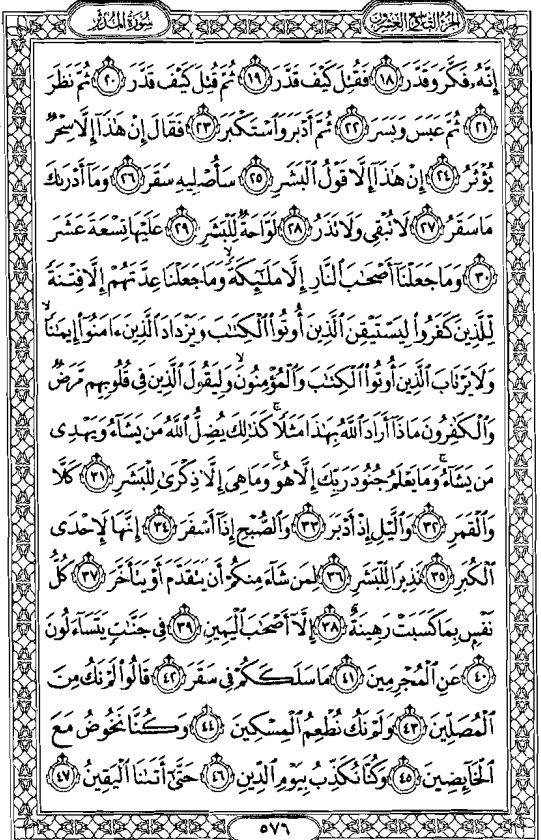 الجزء التاسع والعشرون
سورة المدثر
إِنَّهُۥ فَكَّرَ وَقَدَّرَ ١٨ فَقُتِلَ كَيْفَ قَدَّرَ ١٩ ثُمَّ قُتِلَ كَيْفَ قَدَّرَ ٢٠ ثُمَّ نَظَرَ
٢١ ثُمَّ عَبَسَ وَبَسَرَ ٢٢ ثُمَّ أَدْبَرَ وَٱسْتَكْبَرَ ٢٣ فَقَالَ إِنْ هَٰذَآ إِلَّا سِحْرٌ
يُؤْثَرُ ٢٤ إِنْ هَٰذَآ إِلَّا قَوْلُ ٱلْبَشَرِ ٢٥ سَأُصْلِيهِ سَقَرَ ٢٦ وَمَآ أَدْرَىٰكَ
مَا سَقَرُ ٢٧ لَا تُبْقِى وَلَا تَذَرُ ٢٨ لَوَّاحَةٌ لِّلْبَشَرِ ٢٩ عَلَيْهَا تِسْعَةَ عَشَرَ
٣٠ وَمَا جَعَلْنَآ أَصْحَٰبَ ٱلنَّارِ إِلَّا مَلَٰٓئِكَةً ۙ وَمَا جَعَلْنَا عِدَّتَهُمْ إِلَّا فِتْنَةً
لِّلَّذِينَ كَفَرُوا۟ لِيَسْتَيْقِنَ ٱلَّذِينَ أُوتُوا۟ ٱلْكِتَٰبَ وَيَزْدَادَ ٱلَّذِينَ ءَامَنُوٓا۟ إِيمَٰنًا ۙ
وَلَا يَرْتَابَ ٱلَّذِينَ أُوتُوا۟ ٱلْكِتَٰبَ وَٱلْمُؤْمِنُونَ ۙ وَلِيَقُولَ ٱلَّذِينَ فِى قُلُوبِهِم مَّرَضٌ
وَٱلْكَٰفِرُونَ مَاذَآ أَرَادَ ٱللَّهُ بِهَٰذَا مَثَلًا ۚ كَذَٰلِكَ يُضِلُّ ٱللَّهُ مَن يَشَآءُ وَيَهْدِى
مَن يَشَآءُ ۚ وَمَا يَعْلَمُ جُنُودَ رَبِّكَ إِلَّا هُوَ ۚ وَمَا هِىَ إِلَّا ذِكْرَىٰ لِلْبَشَرِ ٣١ كَلَّا
وَٱلْقَمَرِ ٣٢ وَٱلَّيْلِ إِذْ أَدْبَرَ ٣٣ وَٱلصُّبْحِ إِذَآ أَسْفَرَ ٣٤ إِنَّهَا لَإِحْدَى
ٱلْكُبَرِ ٣٥ نَذِيرًا لِّلْبَشَرِ ٣٦ لِمَن شَآءَ مِنكُمْ أَن يَتَقَدَّمَ أَوْ يَتَأَخَّرَ ٣٧ كُلُّ
نَفْسٍۭ بِمَا كَسَبَتْ رَهِينَةٌ ٣٨ إِلَّآ أَصْحَٰبَ ٱلْيَمِينِ ٣٩ فِى جَنَّٰتٍ يَتَسَآءَلُونَ
٤٠ عَنِ ٱلْمُجْرِمِينَ ٤١ مَا سَلَكَكُمْ فِى سَقَرَ ٤٢ قَالُوا۟ لَمْ نَكُ مِنَ
ٱلْمُصَلِّينَ ٤٣ وَلَمْ نَكُ نُطْعِمُ ٱلْمِسْكِينَ ٤٤ وَكُنَّا نَخُوضُ مَعَ
ٱلْخَآئِضِينَ ٤٥ وَكُنَّا نُكَذِّبُ بِيَوْمِ ٱلدِّينِ ٤٦ حَتَّىٰٓ أَتَىٰنَا ٱلْيَقِينُ ٤٧
٥٧٦